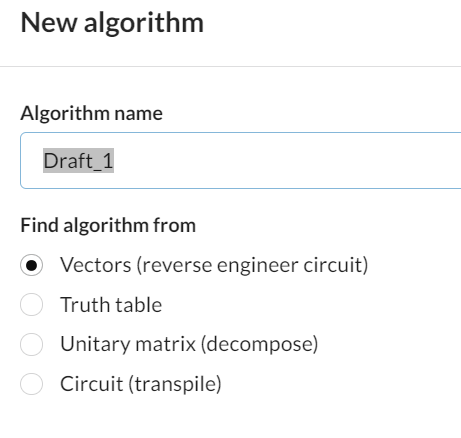 New algorithm
Algorithm name
Draft_1
Find algorithm from
Vectors (reverse engineer circuit)
Truth table
Unitary matrix (decompose)
Circuit (transpile)